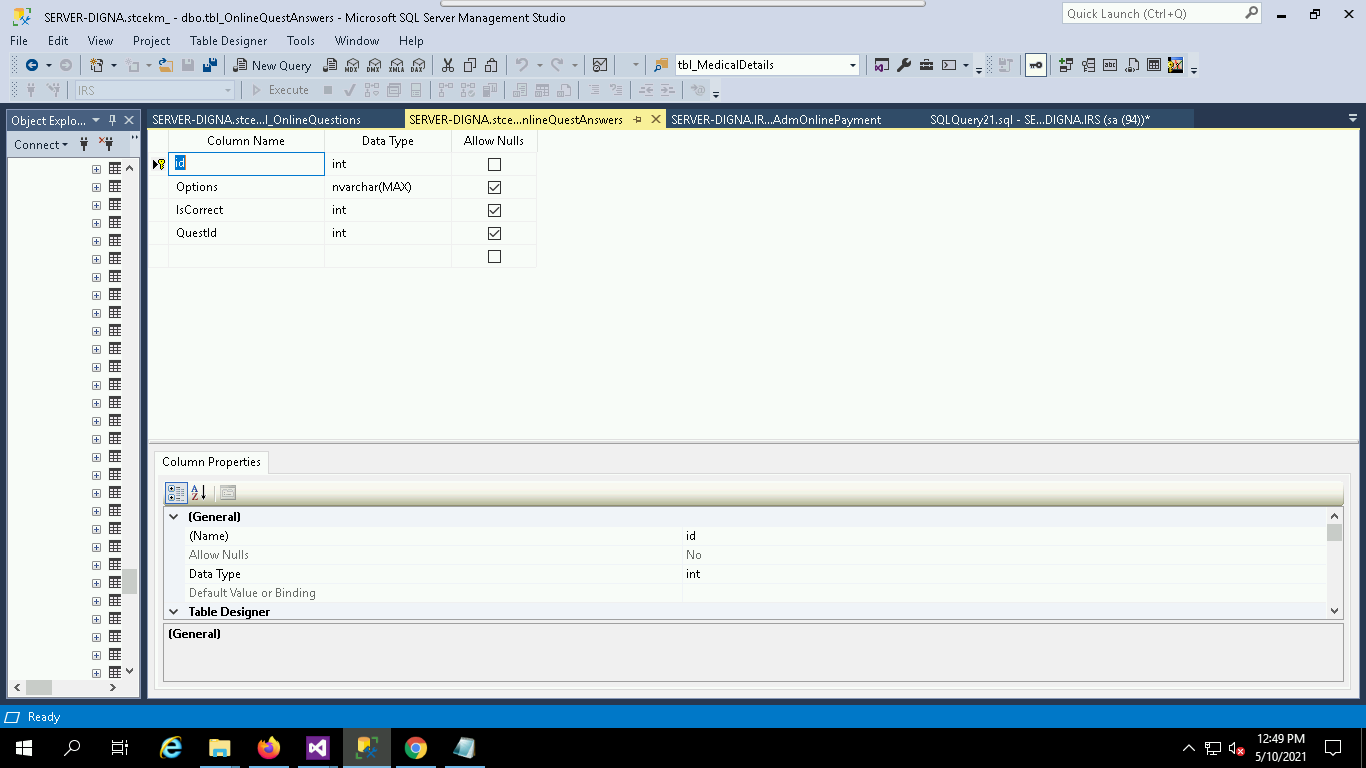 SERVER-DIGNA.stcekm_ - dbo.tbl_OnlineQuestAnswers - Microsoft SQL Server Management Studio
Quick Launch (Ctrl+Q)
File Edit View Project Table Designer Tools Window Help
New Query MDX DMX XMLA DAX tbl_MedicalDetails
IRS Execute
Object Explo...
SERVER-DIGNA.stce...l_OnlineQuestions SERVER-DIGNA.stce...nlineQuestAnswers SERVER-DIGNA.IR...AdmOnlinePayment SQLQuery21.sql - SE...DIGNA.IRS (sa (94))*
Connect
Column Name Data Type Allow Nulls
id int
Options nvarchar(MAX)
IsCorrect int
QuestId int
Column Properties
(General)
(Name) id
Allow Nulls No
Data Type int
Default Value or Binding
Table Designer
(General)
Ready
12:49 PM
5/10/2021